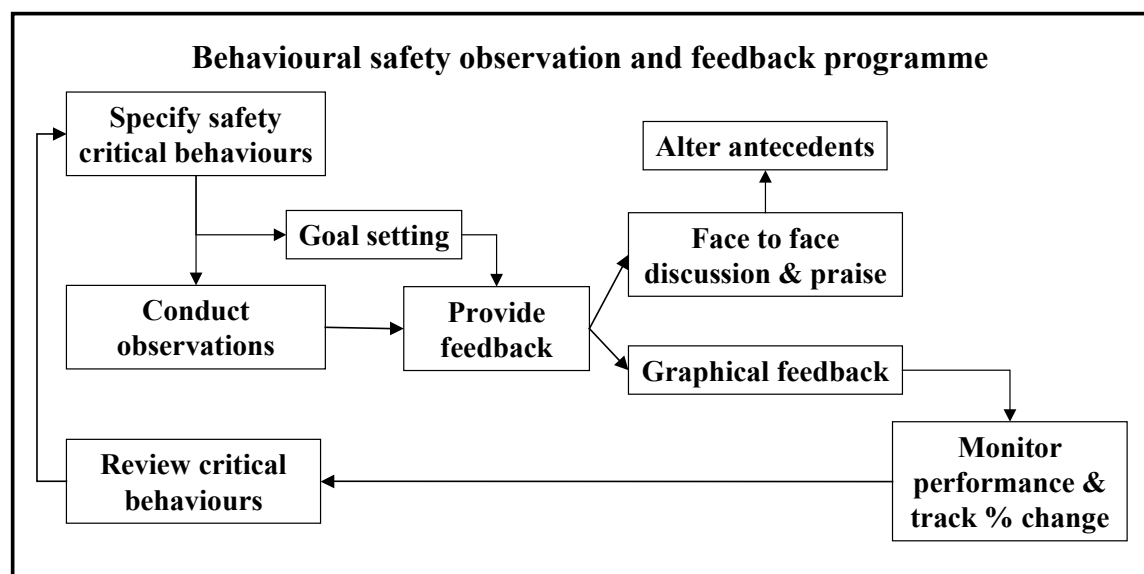 Behavioural safety observation and feedback programme
Specify safety
critical behaviours
Alter antecedents
Goal setting
Face to face
discussion & praise
Conduct
observations
Provide
feedback
Graphical feedback
Review critical
behaviours
Monitor
performance &
track % change